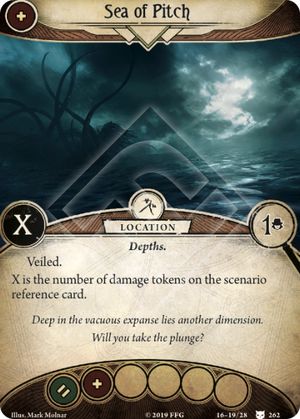 Sea of Pitch
X
LOCATION
1
Depths.
Veiled.
X is the number of damage tokens on the scenario
reference card.
Deep in the vacuous expanse lies another dimension.
Will you take the plunge?
Illus. Mark Molnar
© 2019 FFG
16-19/28
262